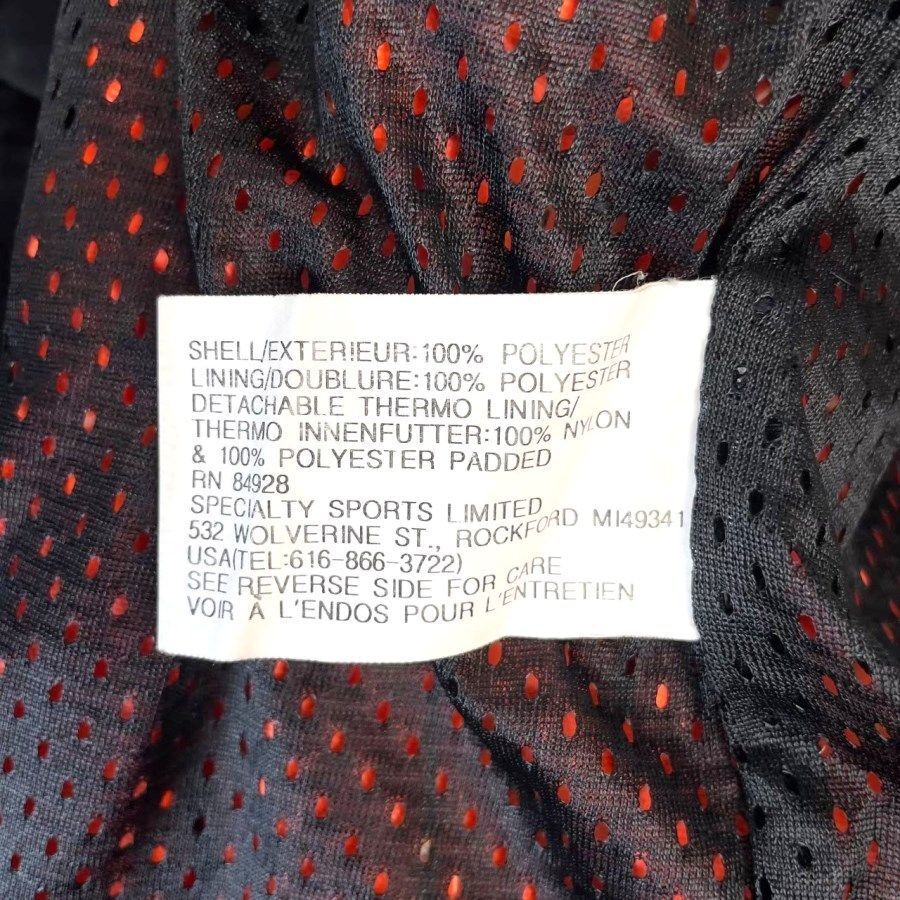 SHELL/EXTERIEUR:100% POLYESTER
LINING/DOUBLURE:100% POLYESTER
DETACHABLE THERMO LINING/
THERMO INNENFUTTER:100% NYLON
& 100% POLYESTER PADDED
RN 84928
SPECIALTY SPORTS LIMITED
532 WOLVERINE ST., ROCKFORD MI49341
USA(TEL:616-866-3722)
SEE REVERSE SIDE FOR CARE
VOIR À L'ENDOS POUR L'ENTRETIEN